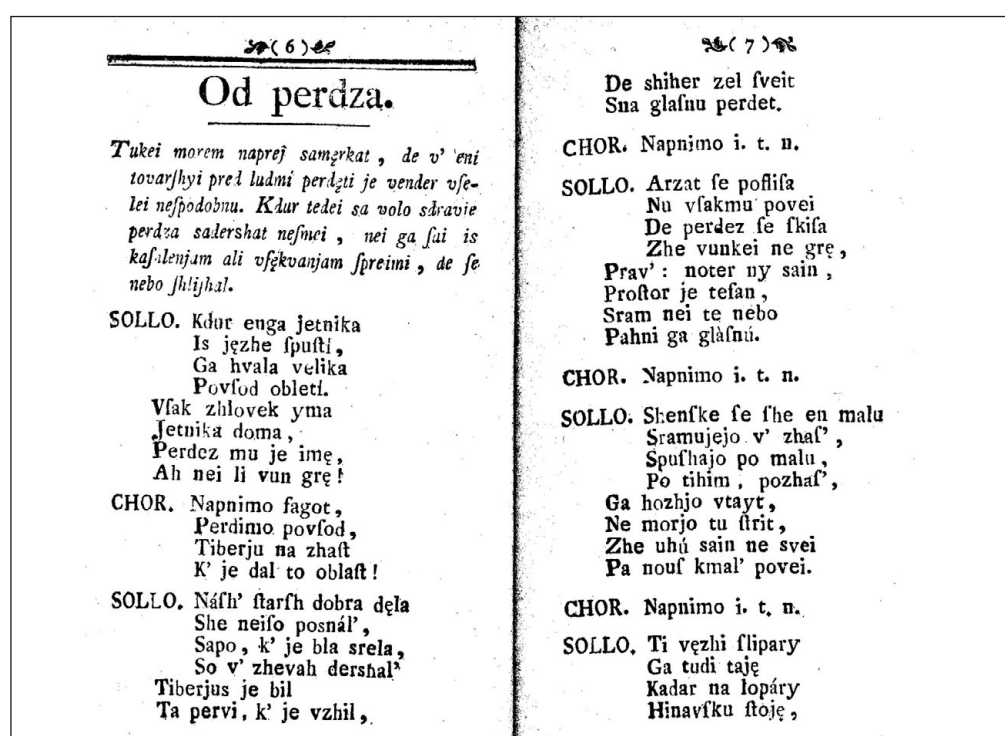 ( 6 )
Od perdza.
Tukei morem naprej samęrkat, de v' eni
tovarſhyi pred ludmi perdęti je vender vſe-
lei neſpodobnu. Kdur tedei sa volo sdravie
perdza sadershat neſmei, nei ga ſai is
kaſhlenjam ali vſękvanjam ſpreimi, de ſe
nebo ſhliſhal.
SOLLO. Kdur enga jetnika
Is jęzhe ſpuſtí,
Ga hvala velika
Povſod obletí.
Vſak zhlovek yma
Jetnika doma,
Perdez mu je imę,
Ah nei li vun grę!
CHOR. Napnimo fagot,
Perdimo povſod,
Tiberju na zhaſt
K' je dal to oblaſt!
SOLLO. Náſh' ſtarſh dobra dęla
She neiſo posnál',
Sapo, k' je bla srela,
So v' zhevah dershal'
Tiberjus je bil
Ta pervi, k' je vzhil,
( 7 )
De shiher zel ſveit
Sna glaſnu perdet.
CHOR. Napnimo i. t. n.
SOLLO. Arzat ſe poſliſa
Nu vſakmu povei
De perdez ſe ſkiſa
Zhe vunkei ne grę,
Prav': noter ny sain,
Proſtor je teſan,
Sram nei te nebo
Pahni ga glàſnú.
CHOR. Napnimo i. t. n.
SOLLO. Shenſke ſe ſhe en malu
Sramujejo v' zhaſ',
Spuſhajo po malu,
Po tihim, pozhaſ',
Ga hozhjo vtayt,
Ne morjo tu ſtrit,
Zhe uhú sain ne svei
Pa nouſ kmal' povei.
CHOR. Napnimo i. t. n.
SOLLO. Ti vęzhi ſlipary
Ga tudi taję
Kadar na lopáry
Hinavſku ſtoję,